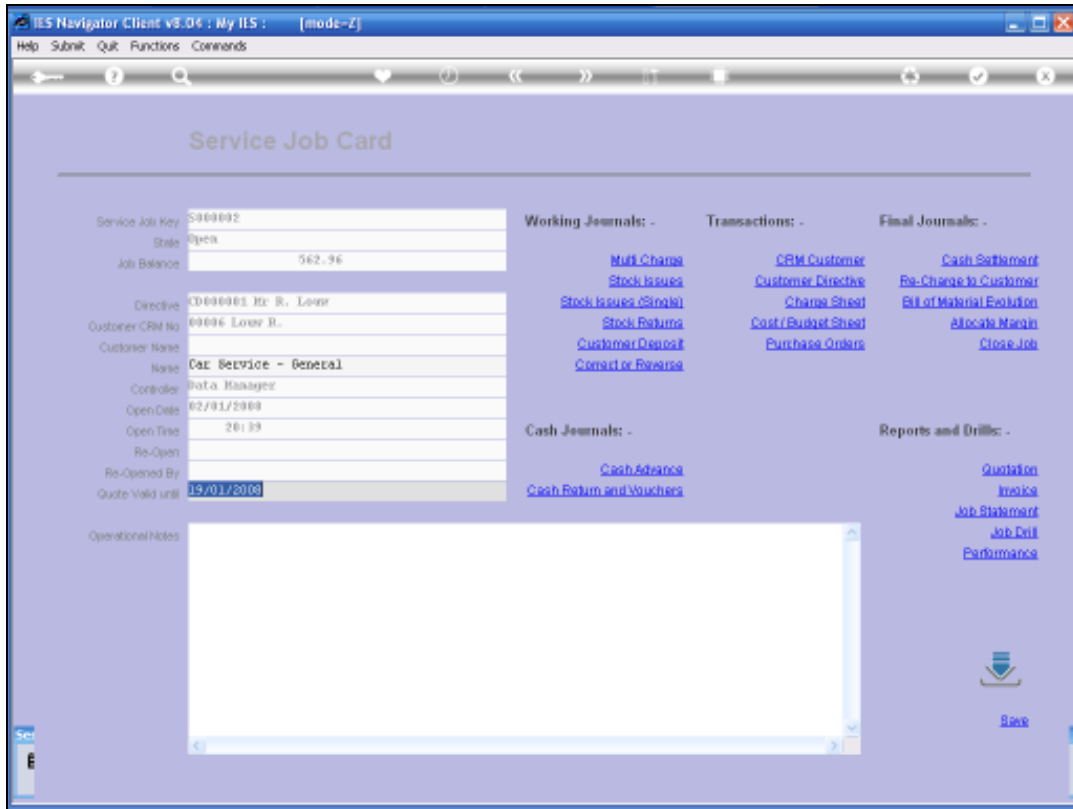 IES Navigator Client v8.04 : My IES : [mode=Z]
Help Submit Quit Functions Commands
Service Job Card
Service Job Key S000002
State Open
Job Balance 562.96
Directive CD000001 Mr R. Louw
Customer CRM No 00006 Louw R.
Customer Name
Name Car Service - General
Controller Data Manager
Open Date 02/01/2008
Open Time 20:39
Re-Open
Re-Opened By
Quote Valid until 19/01/2008
Operational Notes
Working Journals: -
Multi Charge
Stock Issues
Stock Issues (Single)
Stock Returns
Customer Deposit
Correct or Reverse
Transactions: -
CRM Customer
Customer Directive
Charge Sheet
Cost / Budget Sheet
Purchase Orders
Final Journals: -
Cash Settlement
Re-Charge to Customer
Bill of Material Evolution
Allocate Margin
Close Job
Cash Journals: -
Cash Advance
Cash Return and Vouchers
Reports and Drills: -
Quotation
Invoice
Job Statement
Job Drill
Performance
Save